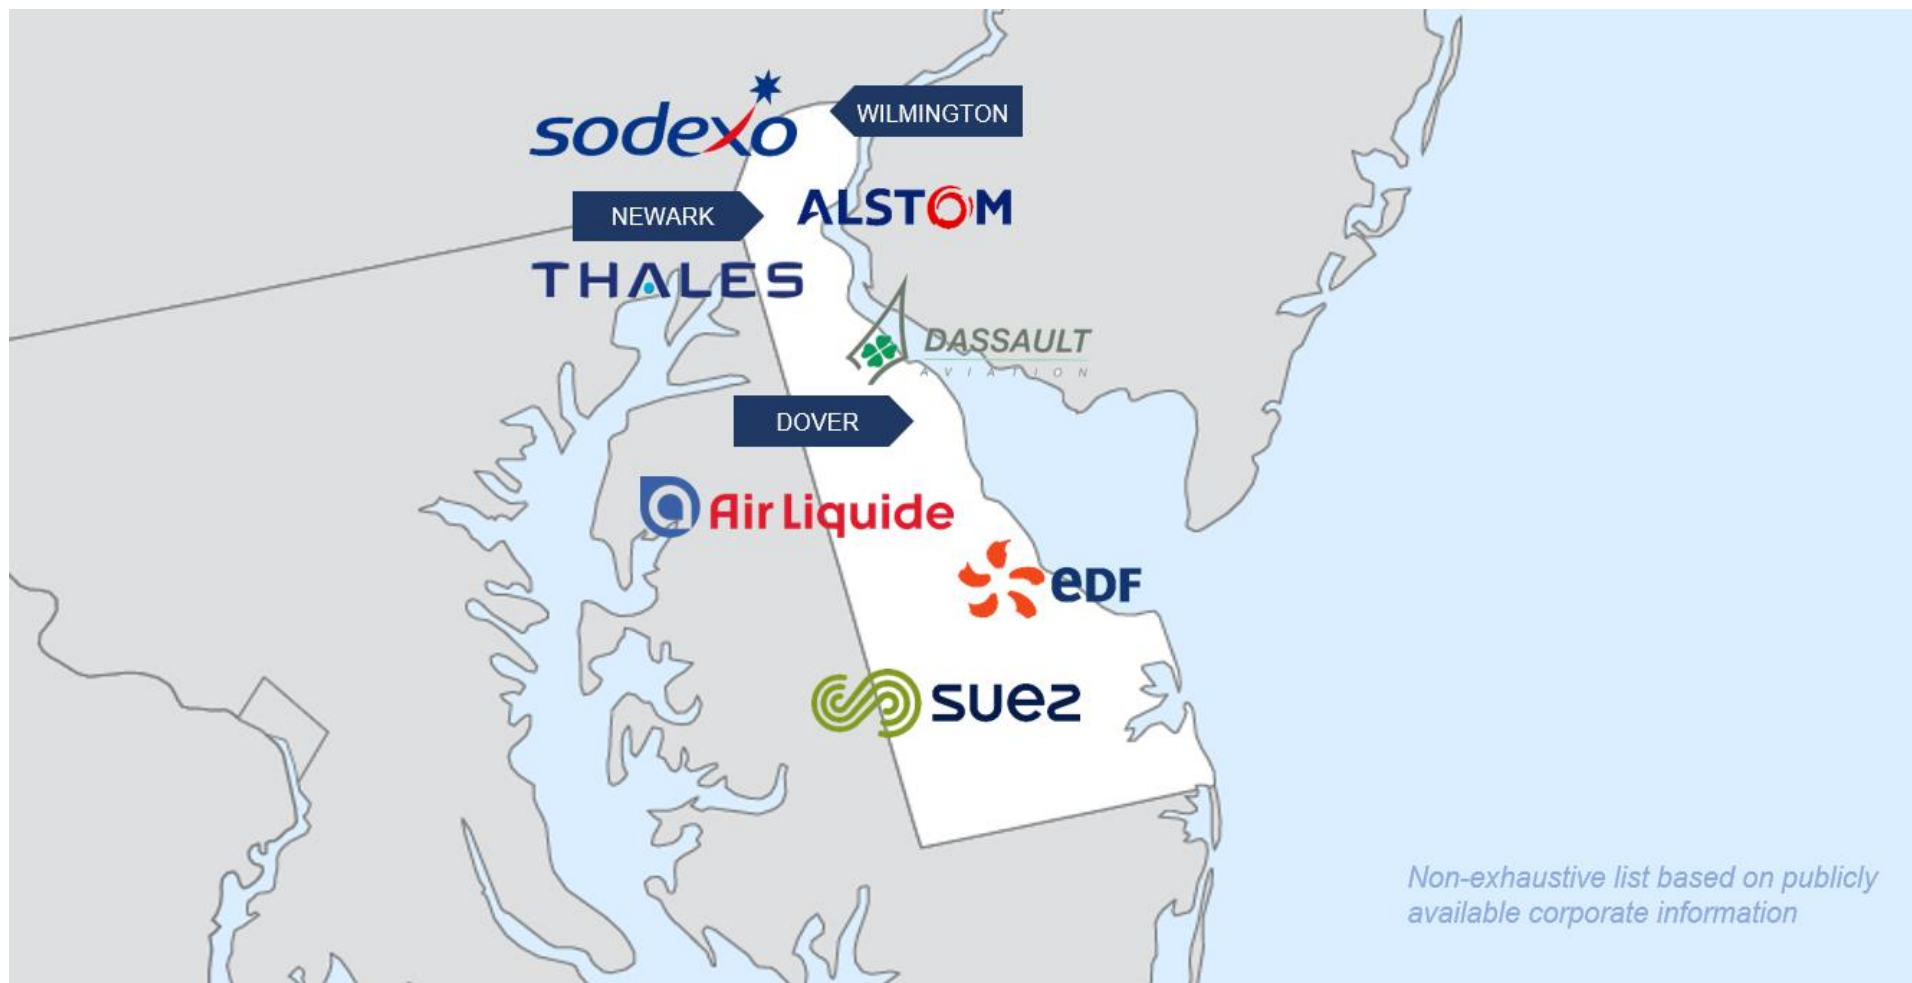 sodexo
WILMINGTON
NEWARK
ALSTOM
THALES
DASSAULT
AVIATION
DOVER
Air Liquide
eDF
suez
Non-exhaustive list based on publicly
available corporate information